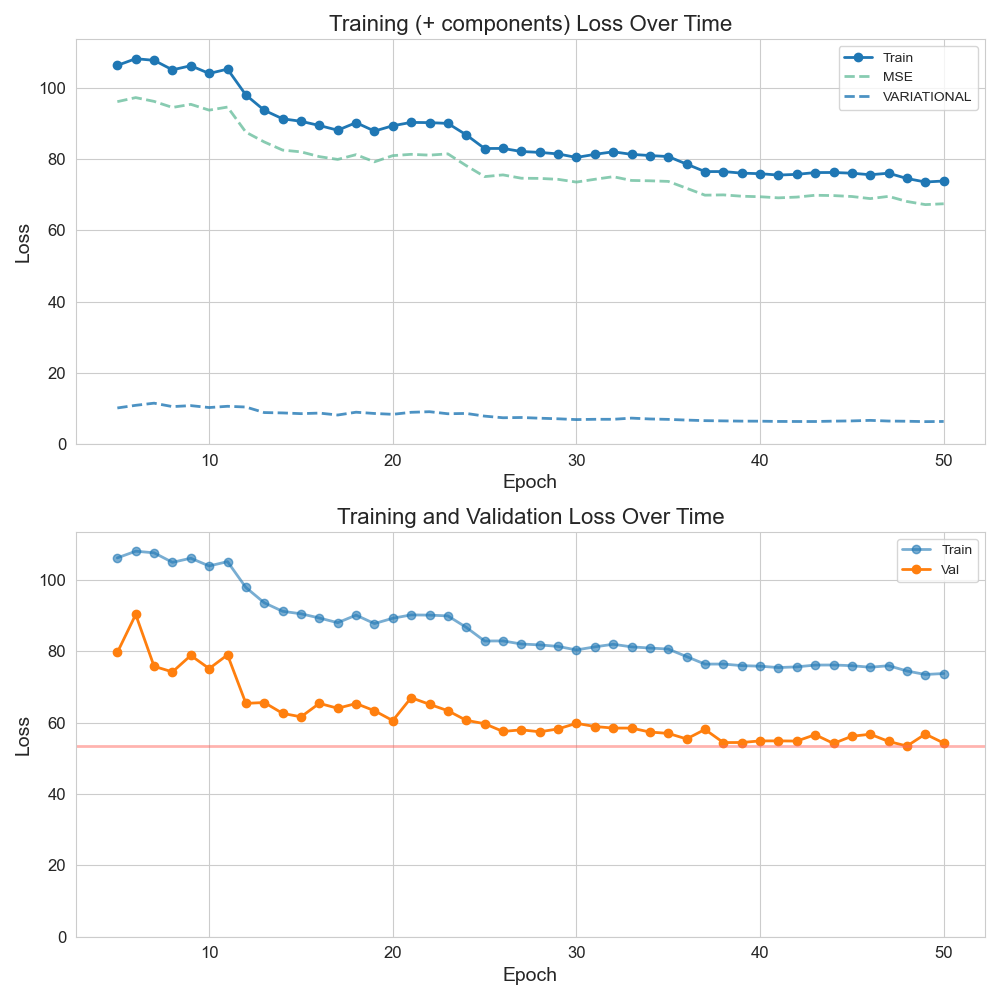 Training (+ components) Loss Over Time
Train
MSE
VARIATIONAL
Loss
100
80
60
40
20
0
10 20 30 40 50
Epoch
Training and Validation Loss Over Time
Train
Val
Loss
100
80
60
40
20
0
10 20 30 40 50
Epoch